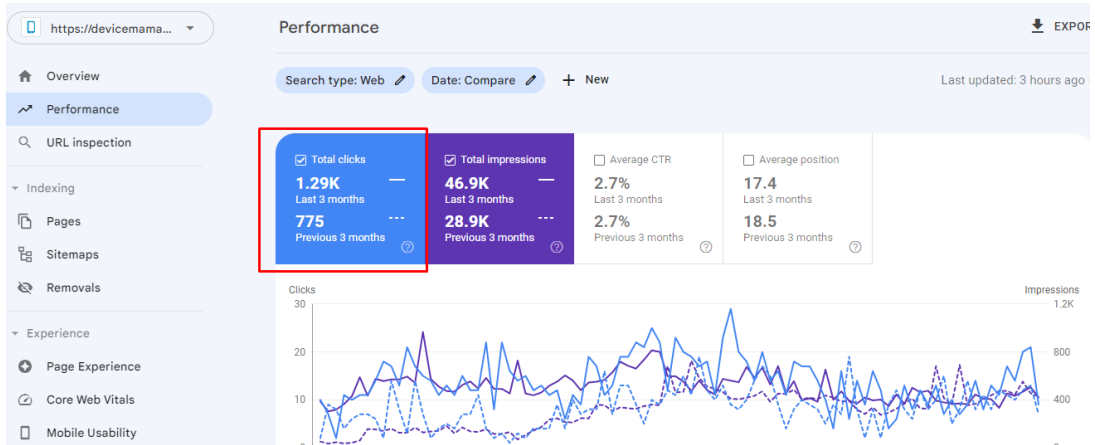 https://devicemama...
Performance
EXPOR
Overview
Performance
URL inspection
Indexing
Pages
Sitemaps
Removals
Experience
Page Experience
Core Web Vitals
Mobile Usability
Search type: Web
Date: Compare
+ New
Last updated: 3 hours ago
Total clicks
1.29K
Last 3 months
775
Previous 3 months
Total impressions
46.9K
Last 3 months
28.9K
Previous 3 months
Average CTR
2.7%
Last 3 months
2.7%
Previous 3 months
Average position
17.4
Last 3 months
18.5
Previous 3 months
Clicks
Impressions
30
20
10
1.2K
800
400